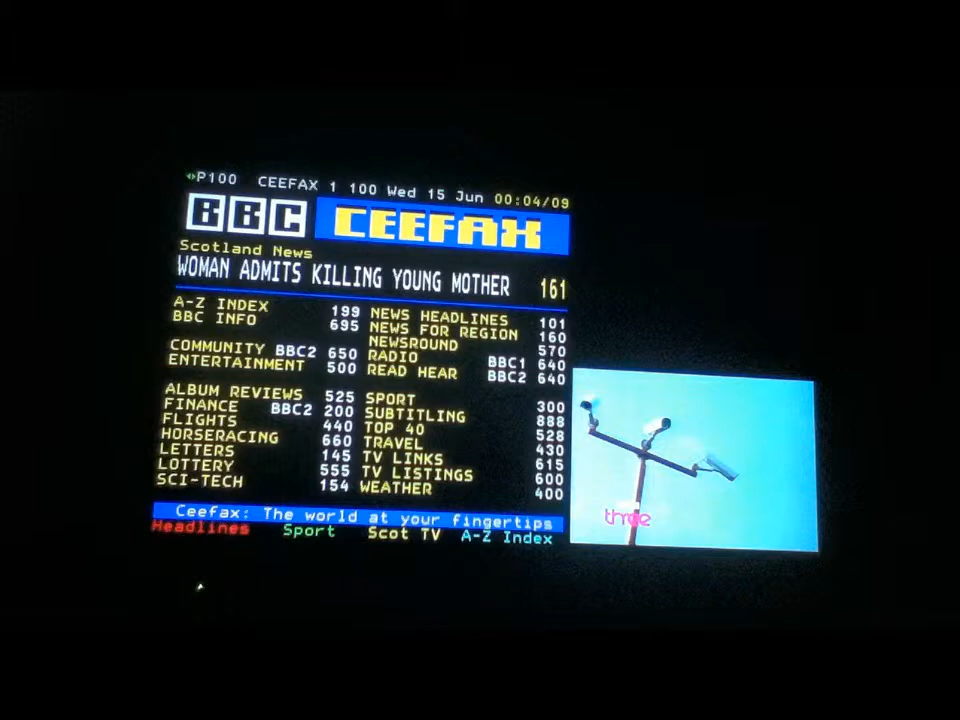 P100 CEEFAX 1 100 Wed 15 Jun 00:04/09
BBC CEEFAX
Scotland News
WOMAN ADMITS KILLING YOUNG MOTHER 161
A-Z INDEX 199 NEWS HEADLINES 101
BBC INFO 695 NEWS FOR REGION 160
NEWSROUND 570
COMMUNITY BBC2 650 RADIO BBC1 640
ENTERTAINMENT 500 READ HEAR BBC2 640
ALBUM REVIEWS 525 SPORT 300
FINANCE BBC2 200 SUBTITLING 888
FLIGHTS 440 TOP 40 528
HORSERACING 660 TRAVEL 430
LETTERS 145 TV LINKS 615
LOTTERY 555 TV LISTINGS 600
SCI-TECH 154 WEATHER 400
Ceefax: The world at your fingertips
Headlines Sport Scot TV A-Z Index
three